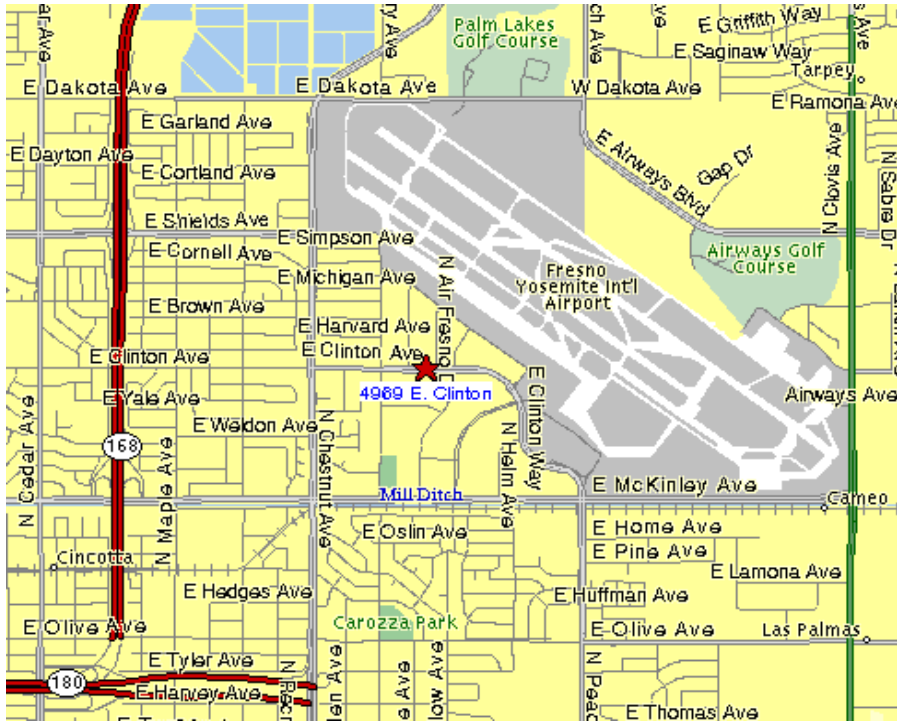 Palm Lakes
Golf Course
E Griffith Way
E Saginaw Way
Tarpey
E Dakota Ave
E Dakota Ave
W Dakota Ave
E Ramona Ave
E Garland Ave
E Dayton Ave
E Cortland Ave
E Airways Blvd
Gap Dr
N Clovis Ave
N Sabre Dr
E Shields Ave
E Simpson Ave
E Cornell Ave
Airways Golf
Course
E Michigan Ave
N Air Fresno D
Fresno
Yosemite Int'l
Airport
E Brown Ave
E Harvard Ave
E Clinton Ave
E Clinton Ave
4969 E. Clinton
E Clinton Way
Airways Ave
E Yale Ave
E Weldon Ave
N Cedar Ave
168
N Maple Ave
N Chestnut Ave
N Helm Ave
Mill Ditch
E McKinley Ave
Cameo
E Oslin Ave
E Home Ave
E Pine Ave
Cincotta
E Lamona Ave
E Hedges Ave
E Huffman Ave
E Olive Ave
Carozza Park
E Olive Ave
Las Palmas
E Tyler Ave
180
E Harvey Ave
E Thomas Ave